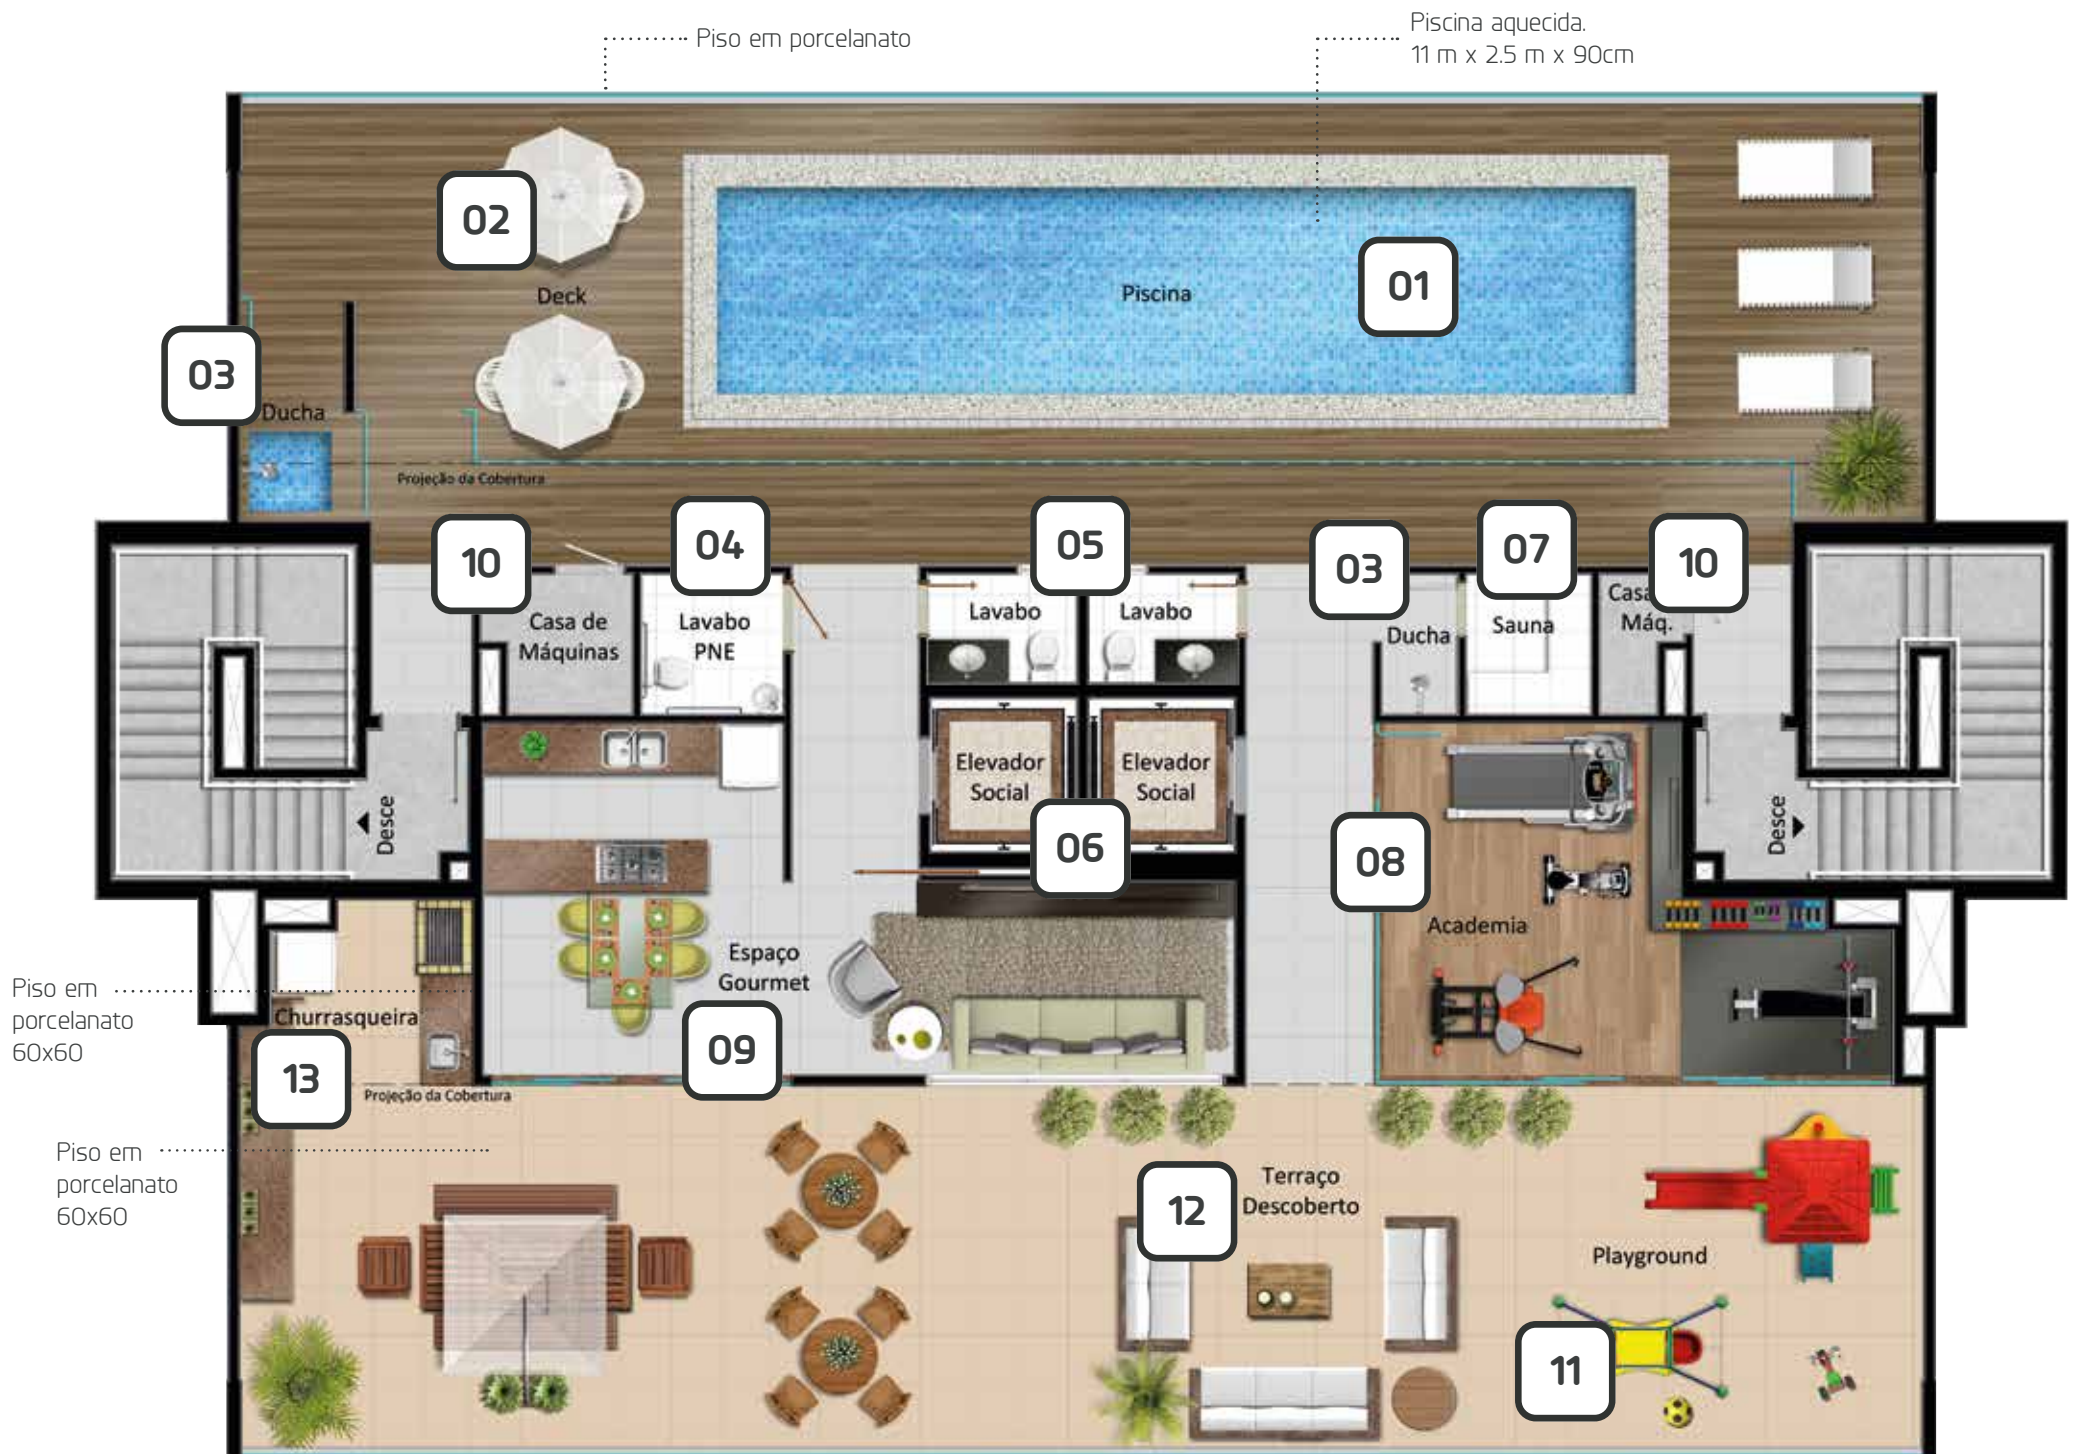 Piso em porcelanato
Piscina aquecida.
11 m x 2.5 m x 90cm
02
Deck
Piscina
01
03
Ducha
Projeção da Cobertura
10
04
05
03
07
10
Casa de
Máquinas
Lavabo
PNE
Lavabo
Lavabo
Ducha
Sauna
Casa
Máq.
Elevador
Social
Elevador
Social
06
Desce
Desce
08
Academia
Espaço
Gourmet
09
Piso em
porcelanato
60x60
Churrasqueira
13
Projeção da Cobertura
Piso em
porcelanato
60x60
12
Terraço
Descoberto
Playground
11